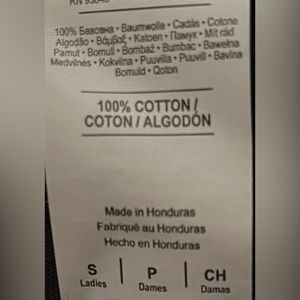 100% Бавовна • Baumwolle • Cadás • Colone
Algodão • Βάμβαξ • Katoen • Памук • Mit rád
Pamut • Bomull • Bombaž • Bumbac • Bawełna
Medvilnės • Kokvilna • Puuvilla • Puuvill • Bavlna
Bomuld • Qoton
100% COTTON /
COTON / ALGODÓN
Made in Honduras
Fabriqué au Honduras
Hecho en Honduras
S | P | CH
Ladies | Dames | Damas